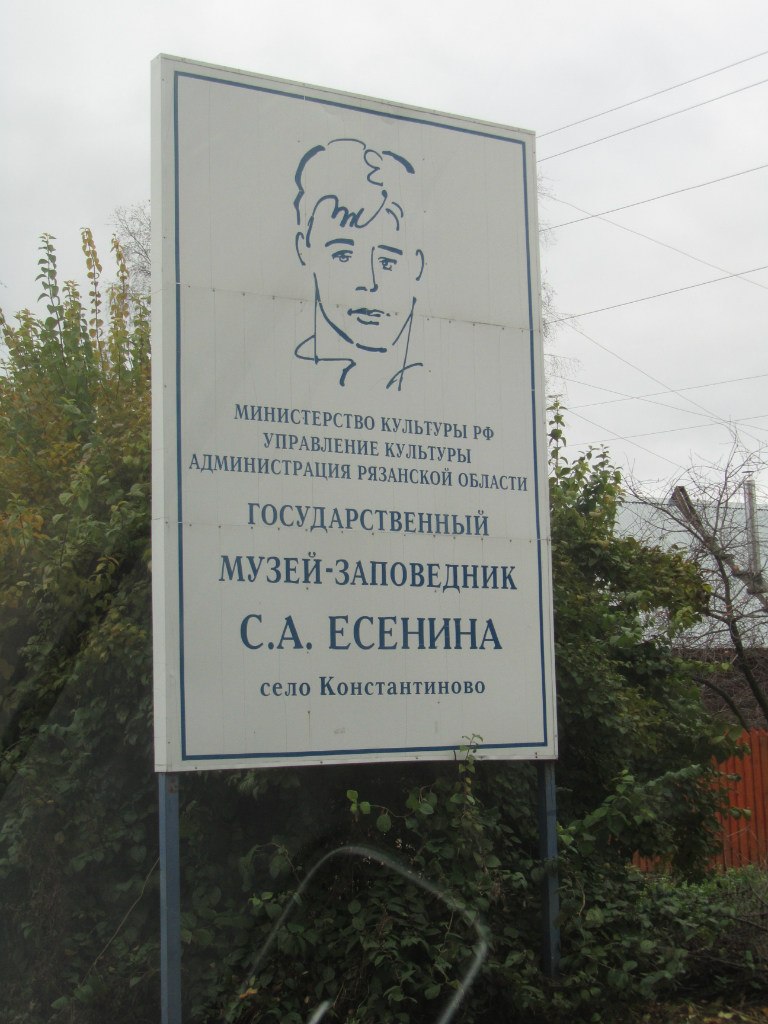 МИНИСТЕРСТВО КУЛЬТУРЫ РФ
УПРАВЛЕНИЕ КУЛЬТУРЫ
АДМИНИСТРАЦИЯ РЯЗАНСКОЙ ОБЛАСТИ
ГОСУДАРСТВЕННЫЙ
МУЗЕЙ-ЗАПОВЕДНИК
С.А. ЕСЕНИНА
село Константиново